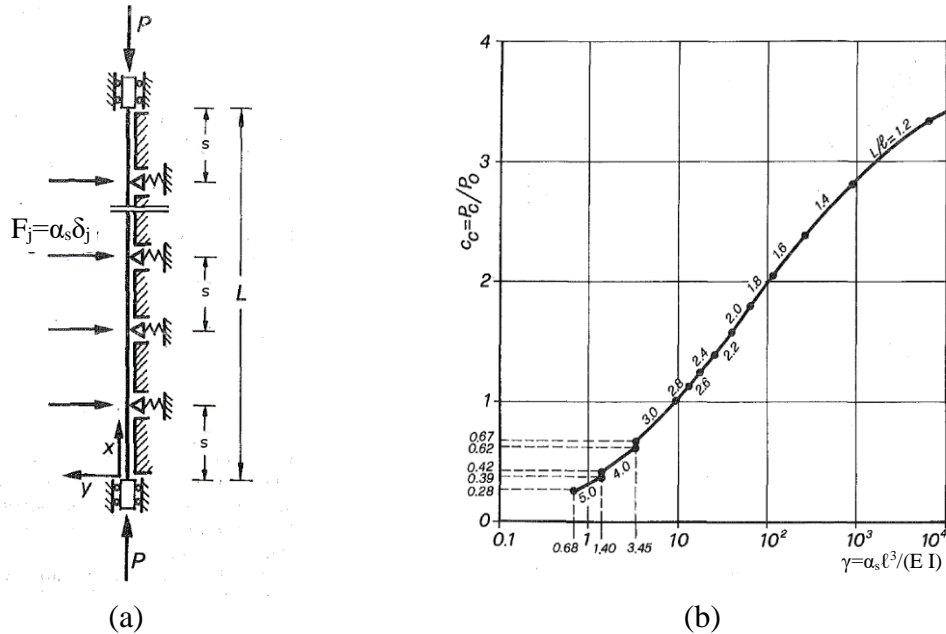 P
s
F_j=α_sδ_j
s
L
s
x
y
P
(a)
4
3
2
1
0.67
0.62
0.42
0.39
0.28
0
c_C=P_C/P_O
L/ℓ=1.2
1.4
1.6
1.8
2.0
2.2
2.4
2.6
2.8
3.0
4.0
5.0
0.1
0.68
1
1,40
3,45
10
10²
10³
10⁴
γ=α_sℓ³/(E I)
(b)